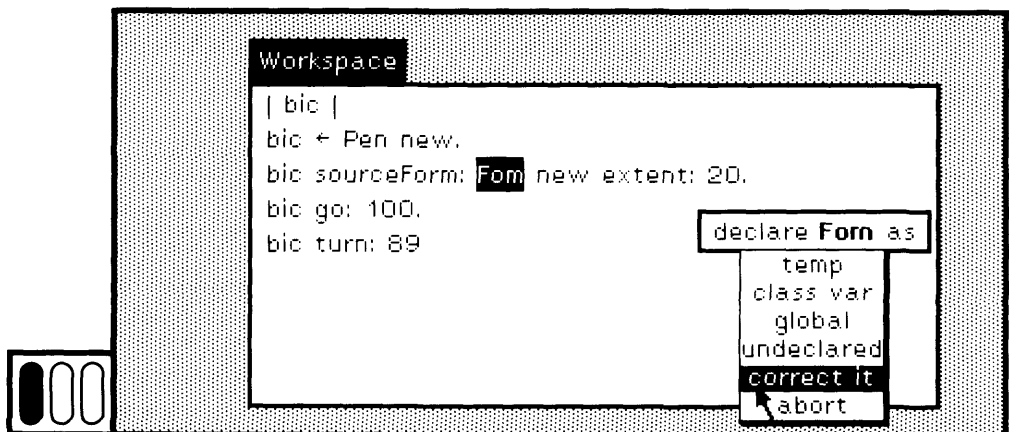 Workspace
| bic |
bic ← Pen new.
bic sourceForm: Fom new extent: 20.
bic go: 100.
bic turn: 89
declare Fom as
temp
class var
global
undeclared
correct it
abort